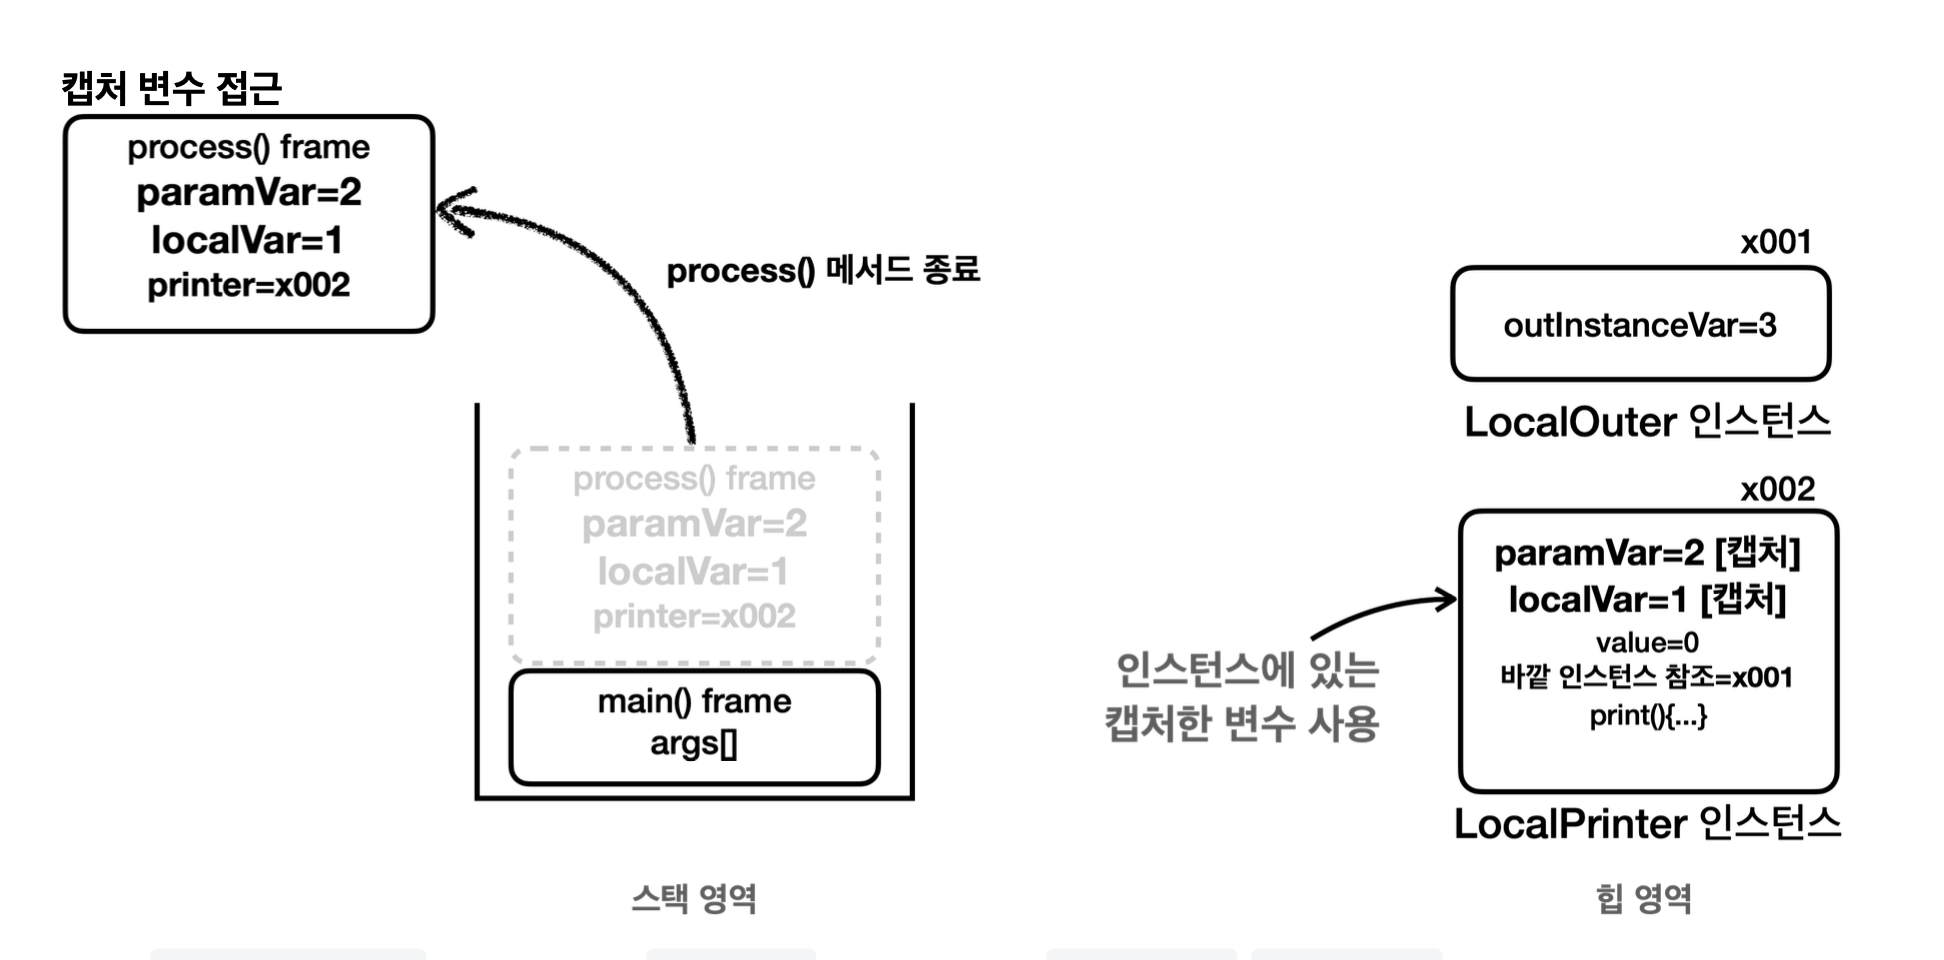 캡처 변수 접근
process() frame
paramVar=2
localVar=1
printer=x002
process() 메서드 종료
process() frame
paramVar=2
localVar=1
printer=x002
main() frame
args[]
스택 영역
x001
outInstanceVar=3
LocalOuter 인스턴스
x002
paramVar=2 [캡처]
localVar=1 [캡처]
value=0
바깥 인스턴스 참조=x001
print(){...}
LocalPrinter 인스턴스
인스턴스에 있는
캡처한 변수 사용
힙 영역